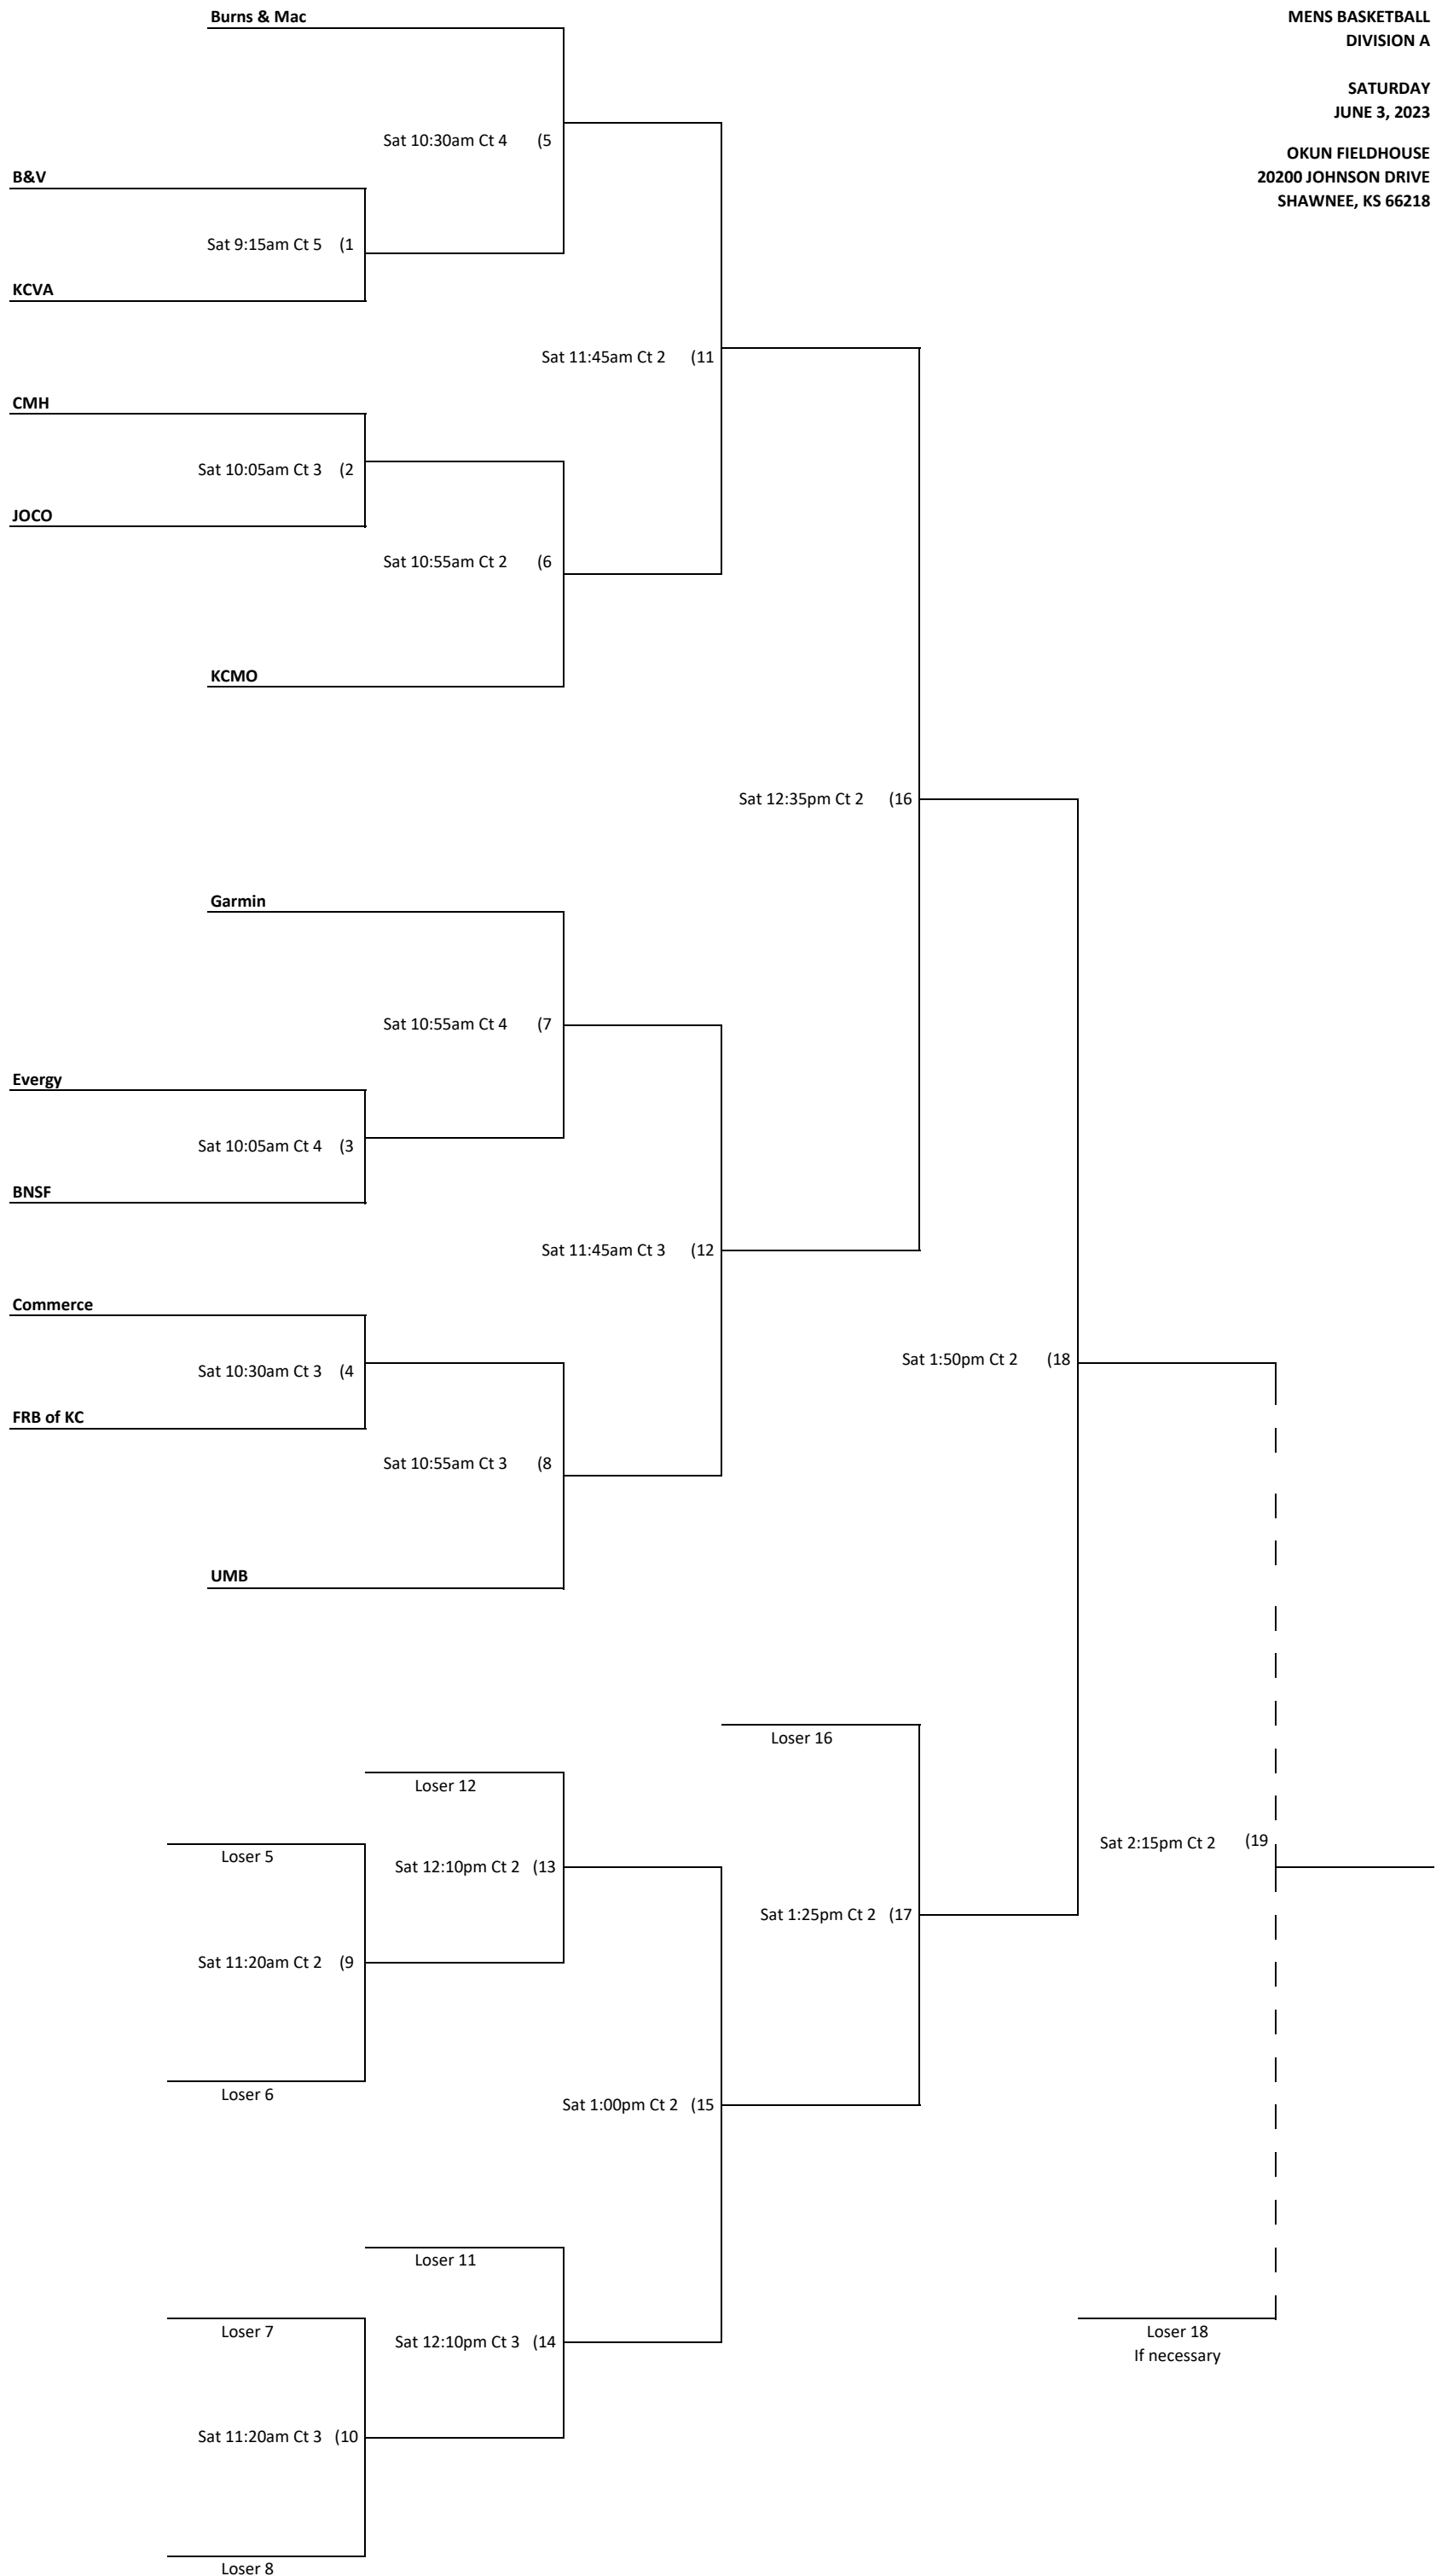 Burns & Mac
MENS BASKETBALL
DIVISION A
SATURDAY
JUNE 3, 2023
OKUN FIELDHOUSE
20200 JOHNSON DRIVE
SHAWNEE, KS 66218
Sat 10:30am Ct 4 (5
B&V
Sat 9:15am Ct 5 (1
KCVA
Sat 11:45am Ct 2 (11
CMH
Sat 10:05am Ct 3 (2
JOCO
Sat 10:55am Ct 2 (6
KCMO
Sat 12:35pm Ct 2 (16
Garmin
Sat 10:55am Ct 4 (7
Evergy
Sat 10:05am Ct 4 (3
BNSF
Sat 11:45am Ct 3 (12
Commerce
Sat 1:50pm Ct 2 (18
Sat 10:30am Ct 3 (4
FRB of KC
Sat 10:55am Ct 3 (8
UMB
Loser 16
Loser 12
Sat 2:15pm Ct 2 (19
Loser 5
Sat 12:10pm Ct 2 (13
Sat 1:25pm Ct 2 (17
Sat 11:20am Ct 2 (9
Loser 6
Sat 1:00pm Ct 2 (15
Loser 11
Loser 7
Loser 18
Sat 12:10pm Ct 3 (14
If necessary
Sat 11:20am Ct 3 (10
Loser 8